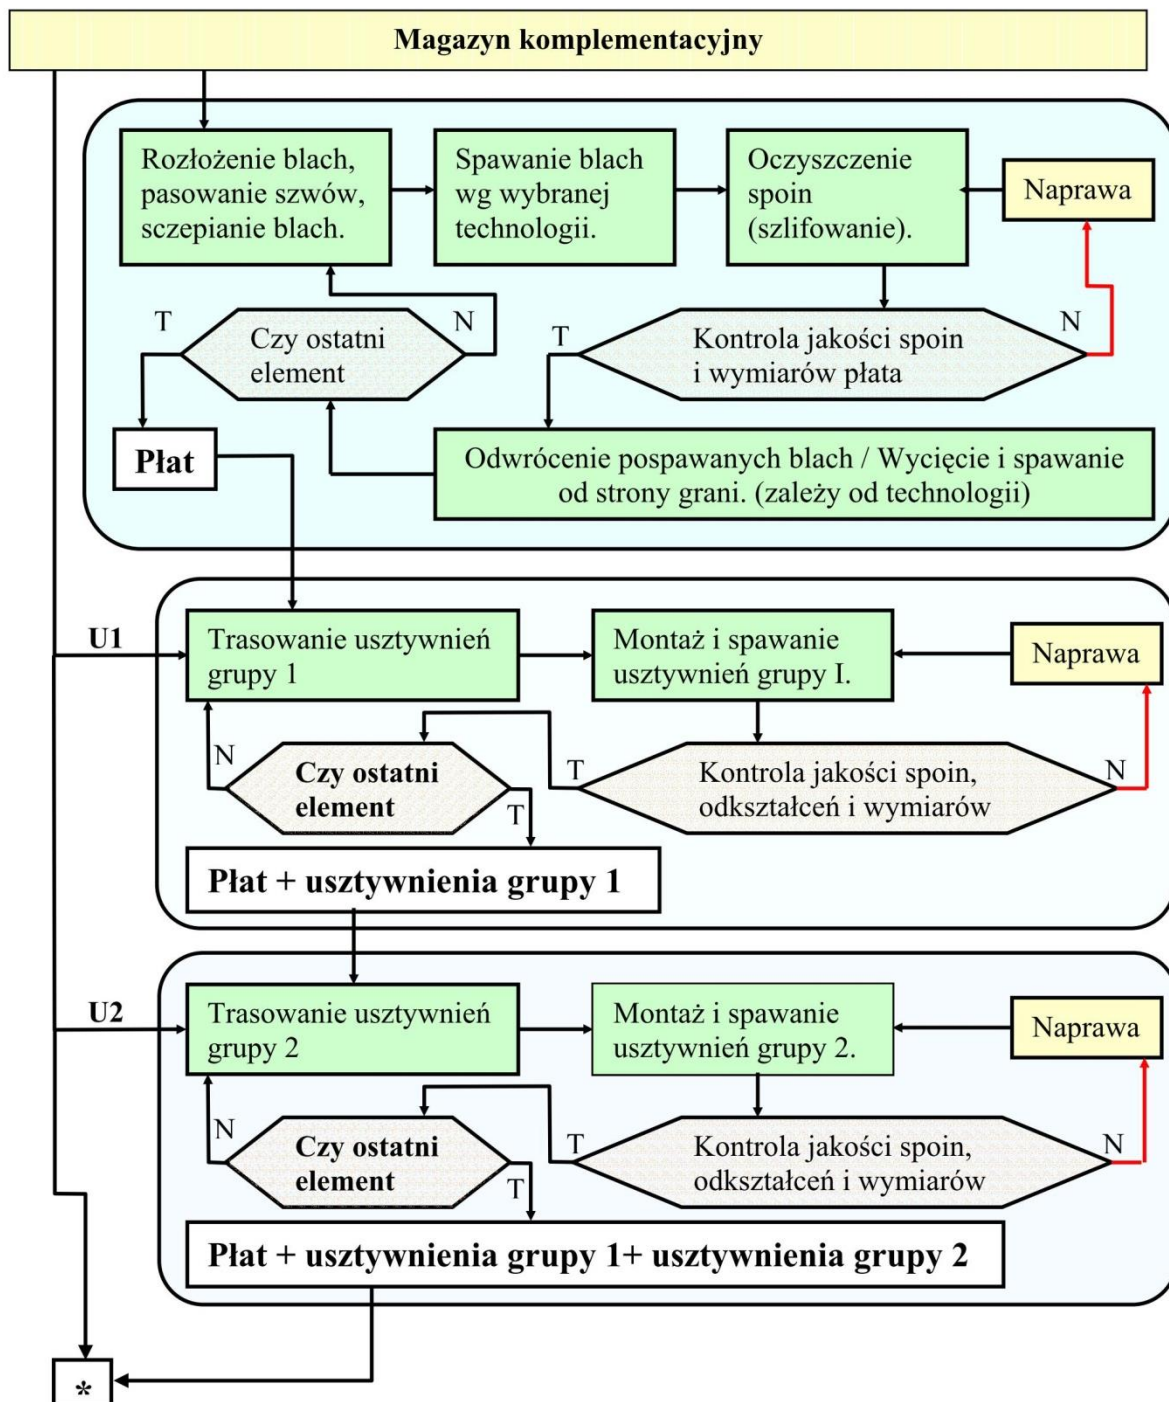 Magazyn komplementacyjny
Rozłożenie blach,
pasowanie szwów,
sczepianie blach.
Spawanie blach
wg wybranej
technologii.
Oczyszczenie
spoin
(szlifowanie).
Naprawa
T
Czy ostatni
element
N
T
Kontrola jakości spoin
i wymiarów płata
N
Płat
Odwrócenie pospawanych blach / Wycięcie i spawanie
od strony grani. (zależy od technologii)
U1
Trasowanie usztywnień
grupy 1
Montaż i spawanie
usztywnień grupy I.
Naprawa
N
Czy ostatni
element
T
T
Kontrola jakości spoin,
odkształceń i wymiarów
N
Płat + usztywnienia grupy 1
U2
Trasowanie usztywnień
grupy 2
Montaż i spawanie
usztywnień grupy 2.
Naprawa
N
Czy ostatni
element
T
T
Kontrola jakości spoin,
odkształceń i wymiarów
N
Płat + usztywnienia grupy 1+ usztywnienia grupy 2
*